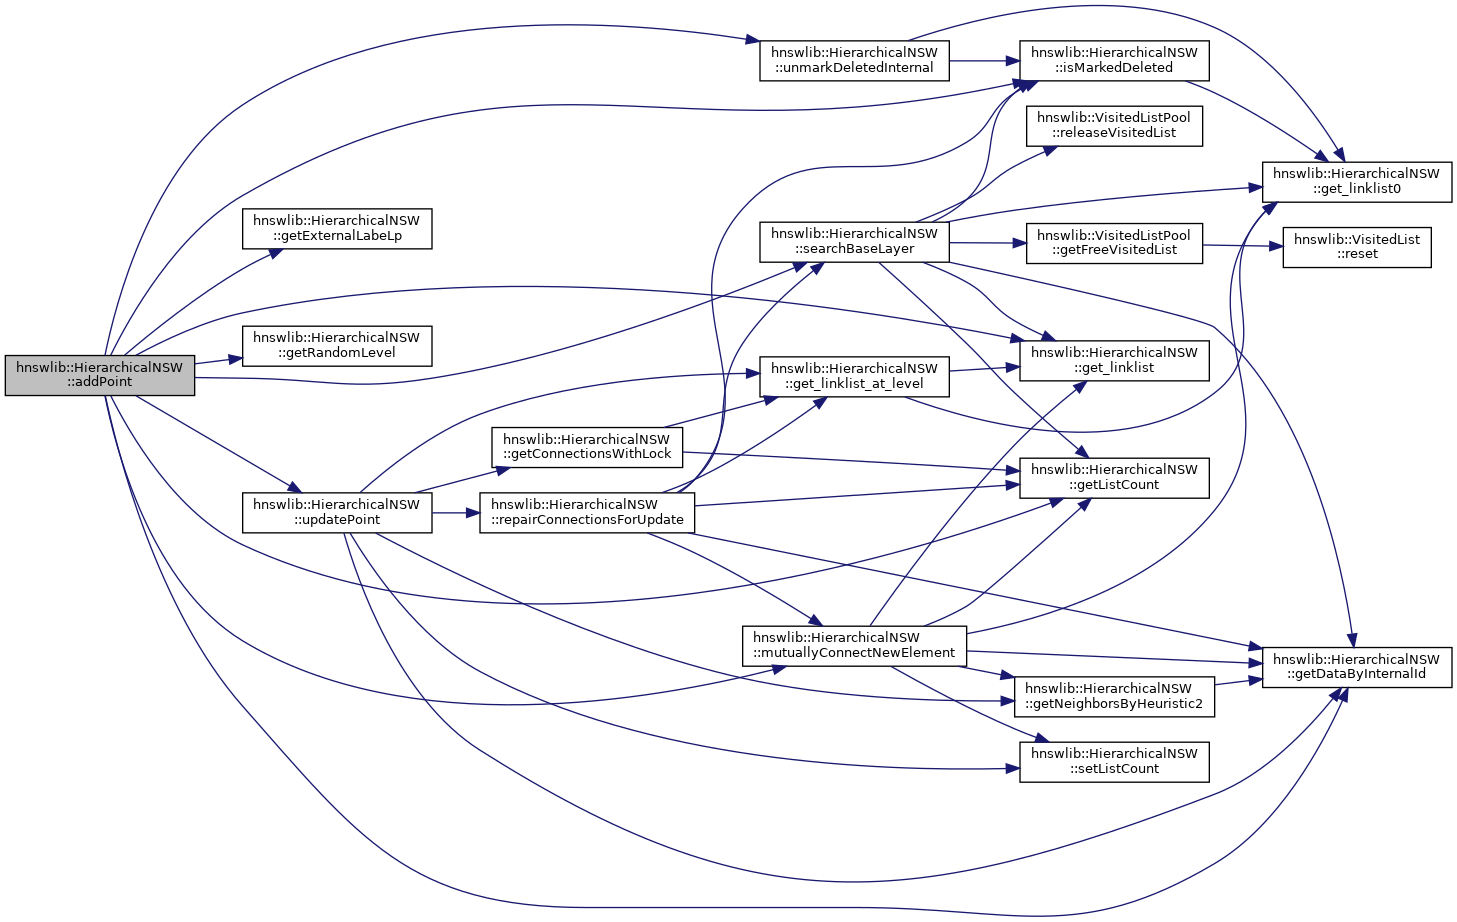 hnswlib::HierarchicalNSW
::addPoint
hnswlib::HierarchicalNSW
::getExternalLabeLp
hnswlib::HierarchicalNSW
::getRandomLevel
hnswlib::HierarchicalNSW
::updatePoint
hnswlib::HierarchicalNSW
::getConnectionsWithLock
hnswlib::HierarchicalNSW
::repairConnectionsForUpdate
hnswlib::HierarchicalNSW
::unmarkDeletedInternal
hnswlib::HierarchicalNSW
::searchBaseLayer
hnswlib::HierarchicalNSW
::get_linklist_at_level
hnswlib::HierarchicalNSW
::mutuallyConnectNewElement
hnswlib::HierarchicalNSW
::isMarkedDeleted
hnswlib::VisitedListPool
::releaseVisitedList
hnswlib::VisitedListPool
::getFreeVisitedList
hnswlib::HierarchicalNSW
::get_linklist
hnswlib::HierarchicalNSW
::getListCount
hnswlib::HierarchicalNSW
::getNeighborsByHeuristic2
hnswlib::HierarchicalNSW
::setListCount
hnswlib::HierarchicalNSW
::get_linklist0
hnswlib::VisitedList
::reset
hnswlib::HierarchicalNSW
::getDataByInternalId